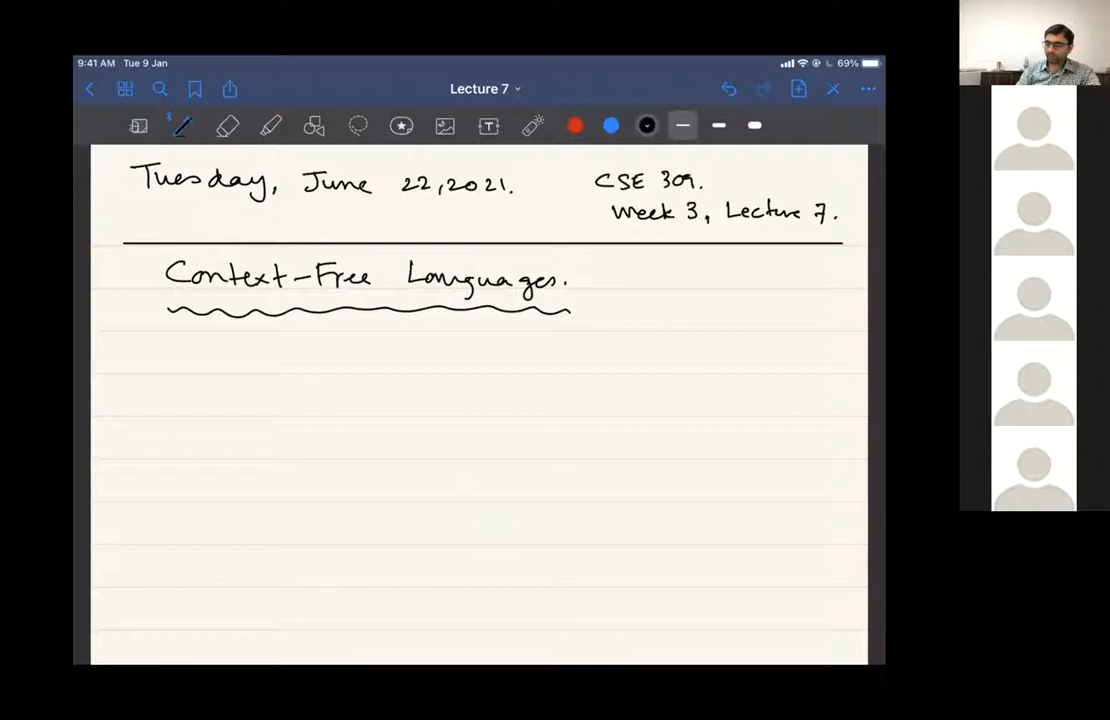 9:41 AM Tue 9 Jan 69%
Lecture 7
T
Tuesday, June 22, 2021. CSE 309.
Week 3, Lecture 7.
Context-Free Languages.